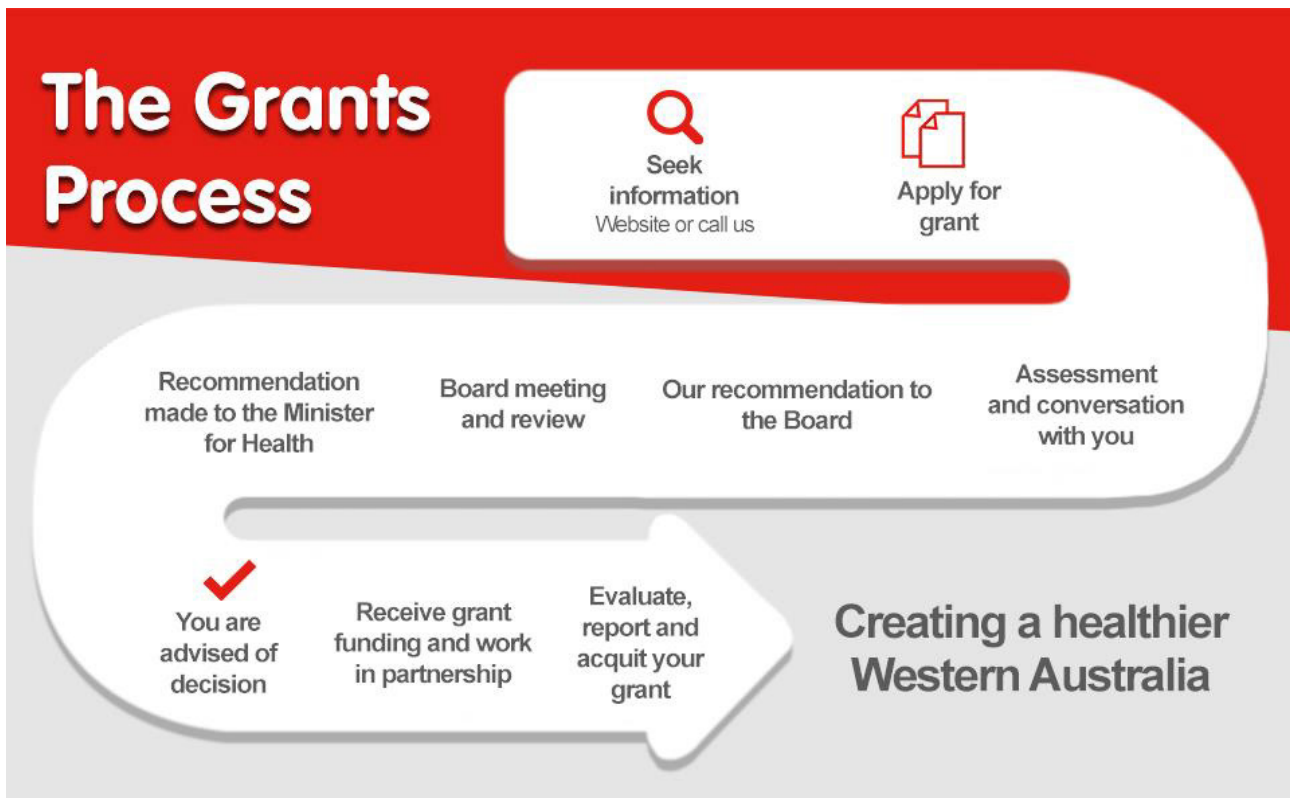 The Grants
Process
Seek
information
Website or call us
Apply for
grant
Assessment
and conversation
with you
Our recommendation to
the Board
Board meeting
and review
Recommendation
made to the Minister
for Health
You are
advised of
decision
Receive grant
funding and work
in partnership
Evaluate,
report and
acquit your
grant
Creating a healthier
Western Australia